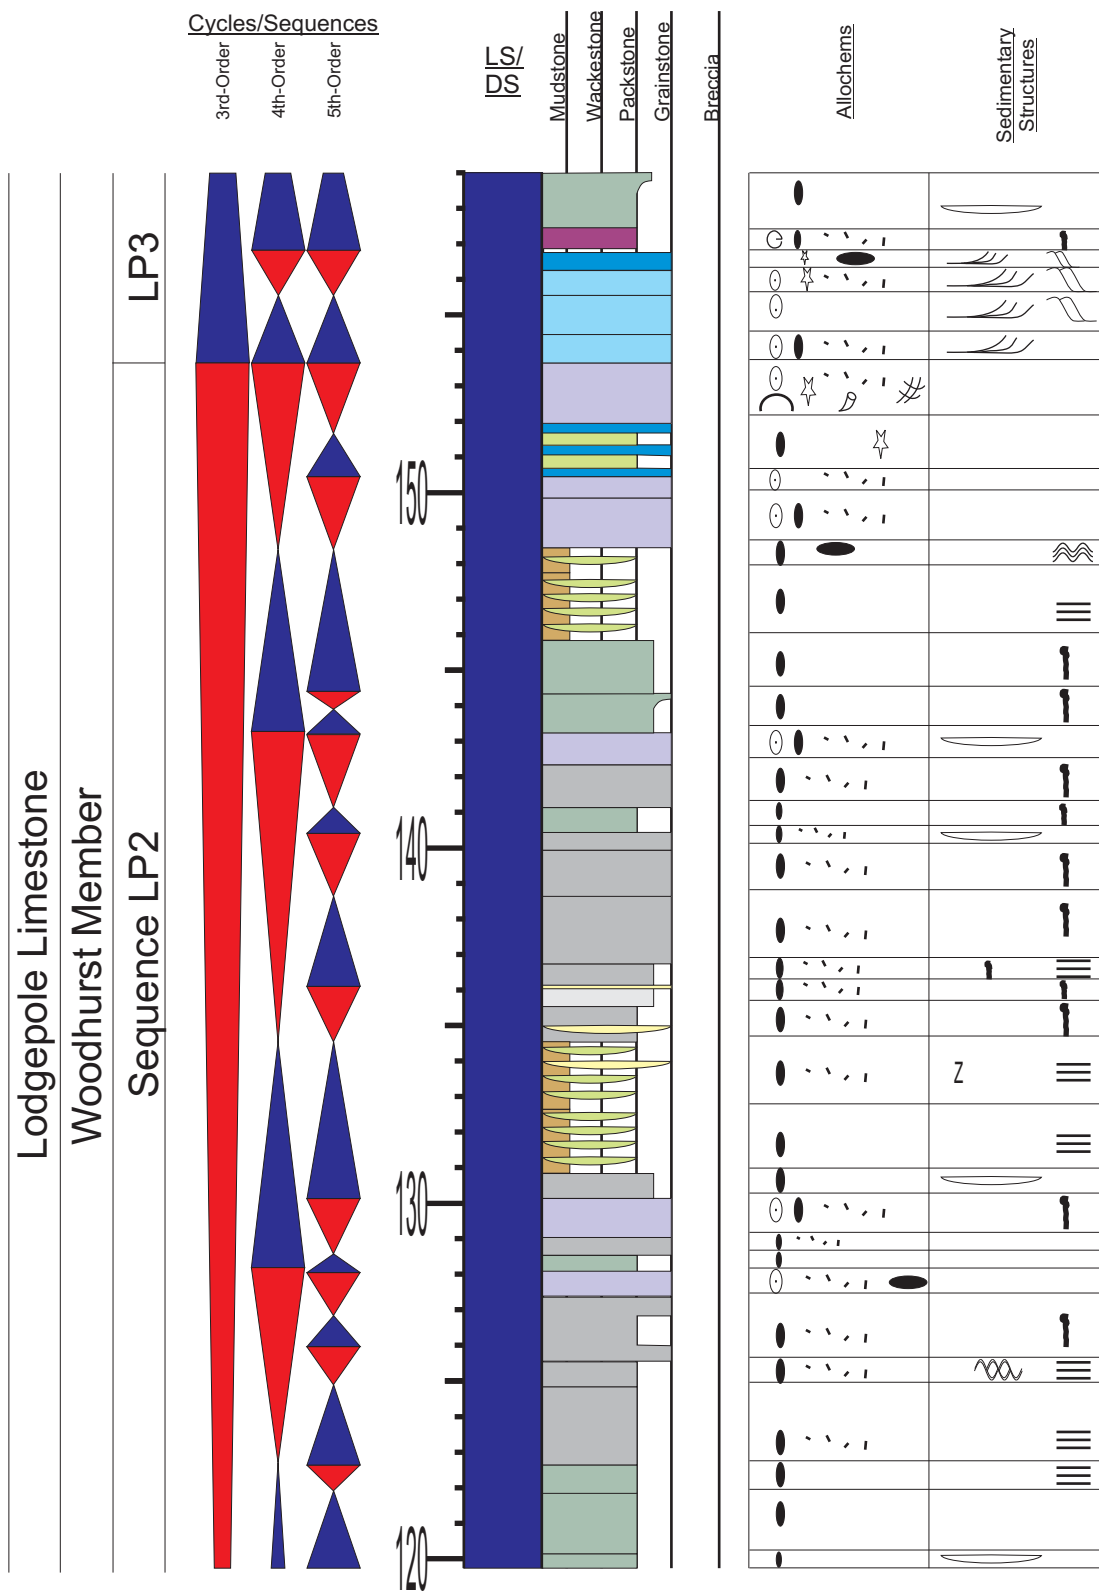 Cycles/Sequences
3rd-Order
4th-Order
5th-Order
LS/
DS
Mudstone
Wackestone
Packstone
Grainstone
Breccia
Allochems
Sedimentary
Structures
LP3
Lodgepole Limestone
Woodhurst Member
Sequence LP2
150
140
130
120
Z